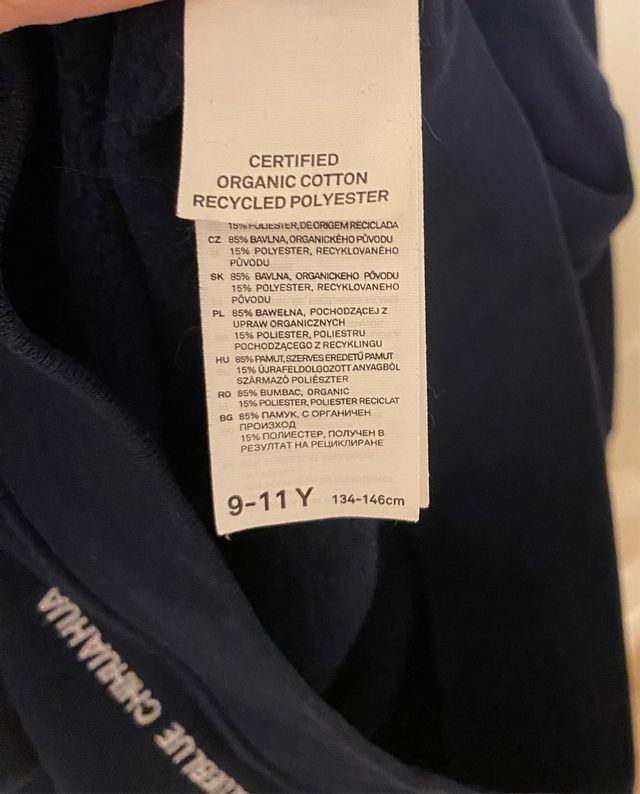 CERTIFIED
ORGANIC COTTON
RECYCLED POLYESTER
15% POLIÉSTER, DE ORIGEM RECICLADA
CZ 85% BAVLNA, ORGANICKÉHO PŮVODU
15% POLYESTER, RECYKLOVANÉHO
PŮVODU
SK 85% BAVLNA, ORGANICKEHO PÔVODU
15% POLYESTER, RECYKLOVANÉHO
PÔVODU
PL 85% BAWEŁNA, POCHODZĄCEJ Z
UPRAW ORGANICZNYCH
15% POLIESTER, POLIESTRU
POCHODZĄCEGO Z RECYKLINGU
HU 85% PAMUT, SZERVES EREDETŰ PAMUT
15% ÚJRAFELDOLGOZOTT ANYAGBÓL
SZÁRMAZÓ POLIÉSZTER
RO 85% BUMBAC, ORGANIC
15% POLIESTER, POLIESTER RECICLAT
BG 85% ПАМУК, С ОРГАНИЧЕН
ПРОИЗХОД
15% ПОЛИЕСТЕР, ПОЛУЧЕН В
РЕЗУЛТАТ НА РЕЦИКЛИРАНЕ
9-11 Y 134-146cm
CHIHUAHUA